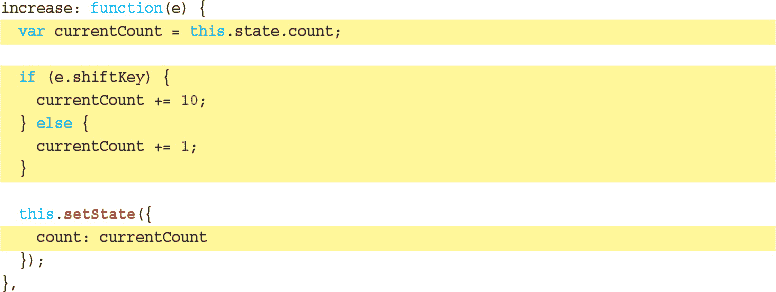 increase: function(e) {
  var currentCount = this.state.count;

  if (e.shiftKey) {
    currentCount += 10;
  } else {
    currentCount += 1;
  }

  this.setState({
    count: currentCount
  });
},